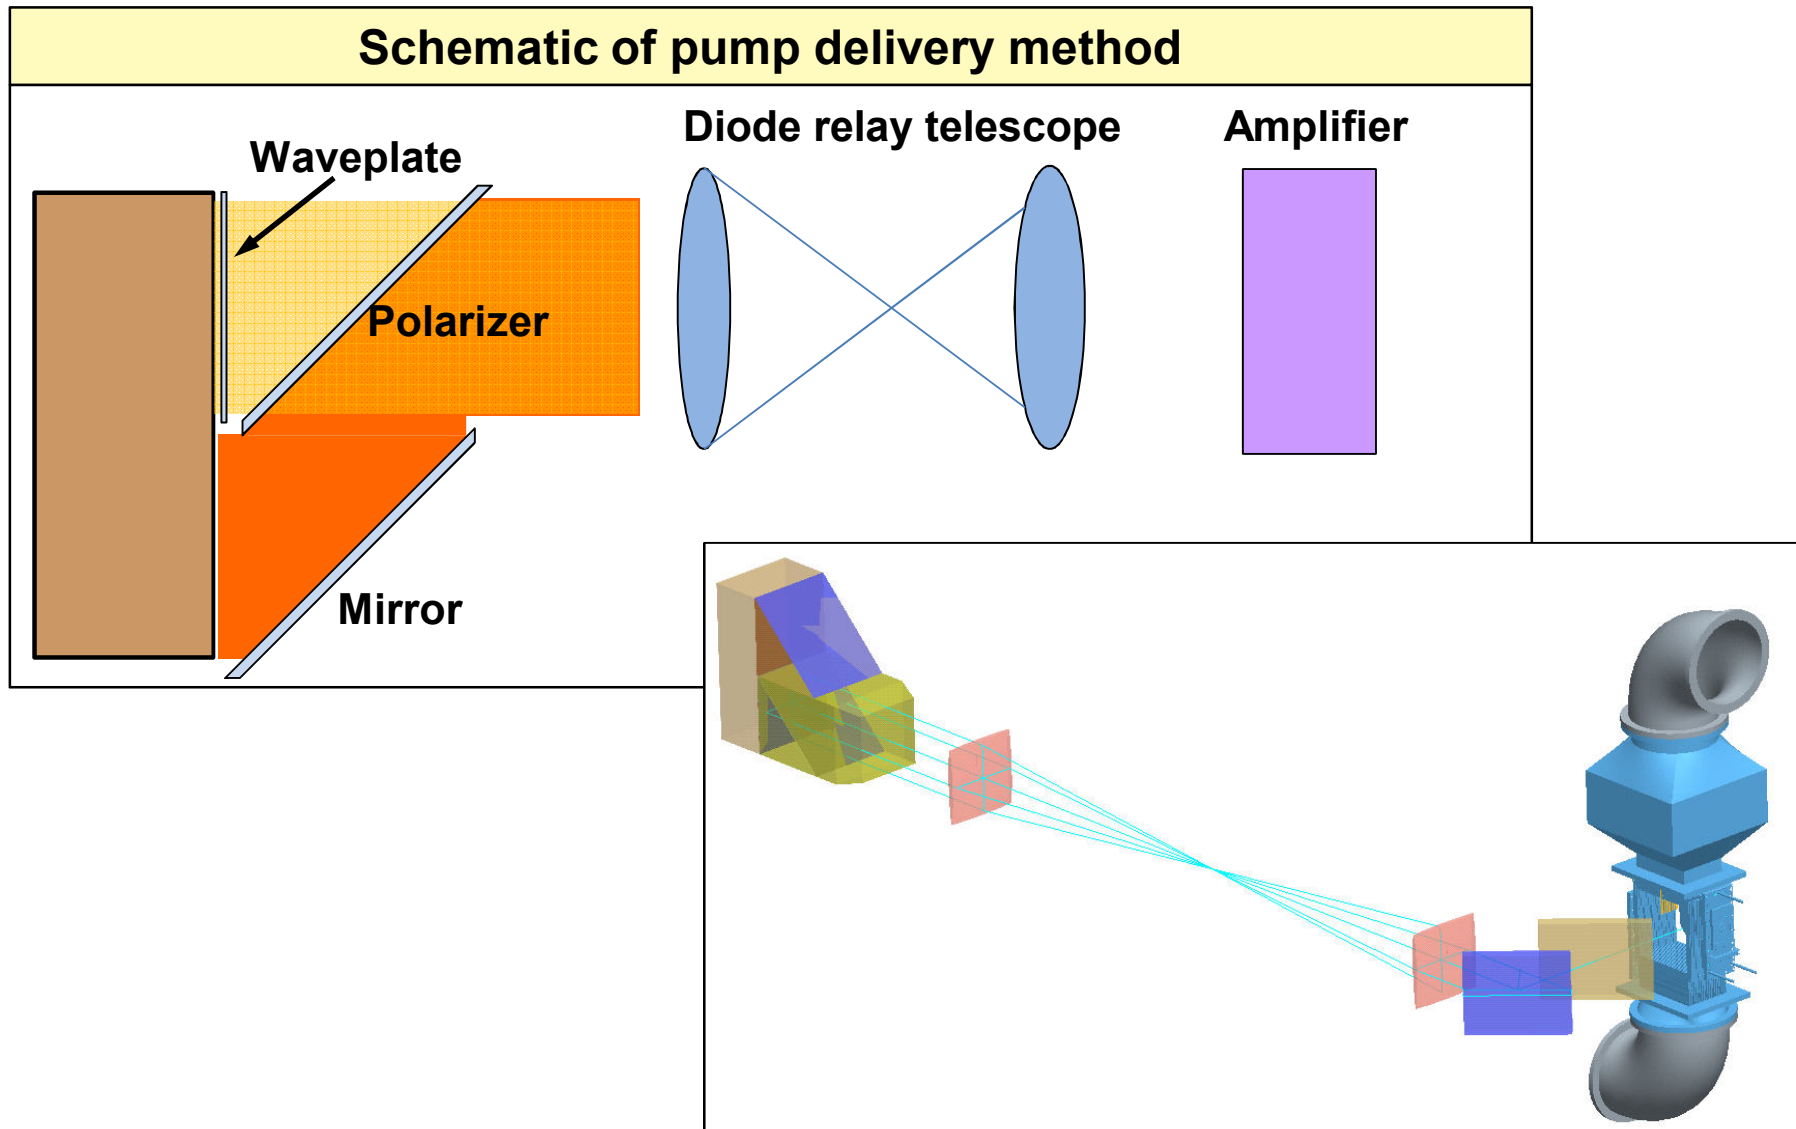 Schematic of pump delivery method
Diode relay telescope
Amplifier
Waveplate
Polarizer
Mirror